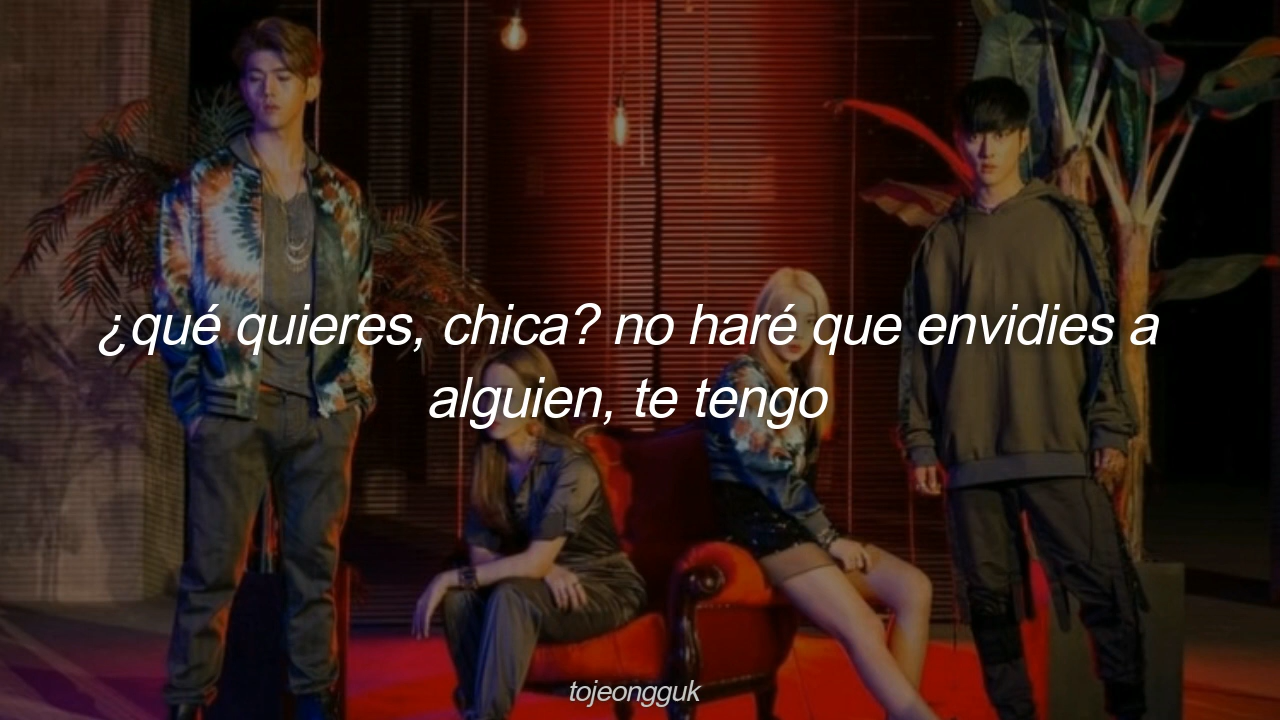 ¿qué quieres, chica? no haré que envidies a
alguien, te tengo
tojeongguk